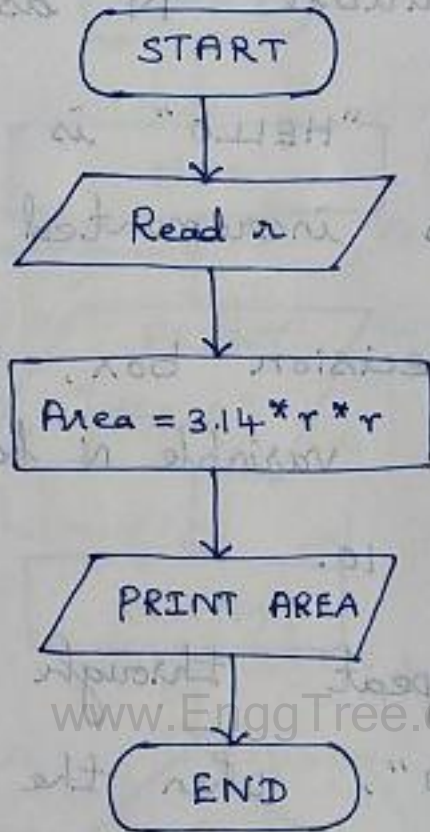 START
Read r
Area = 3.14 * r * r
PRINT AREA
www.EnggTree.
END